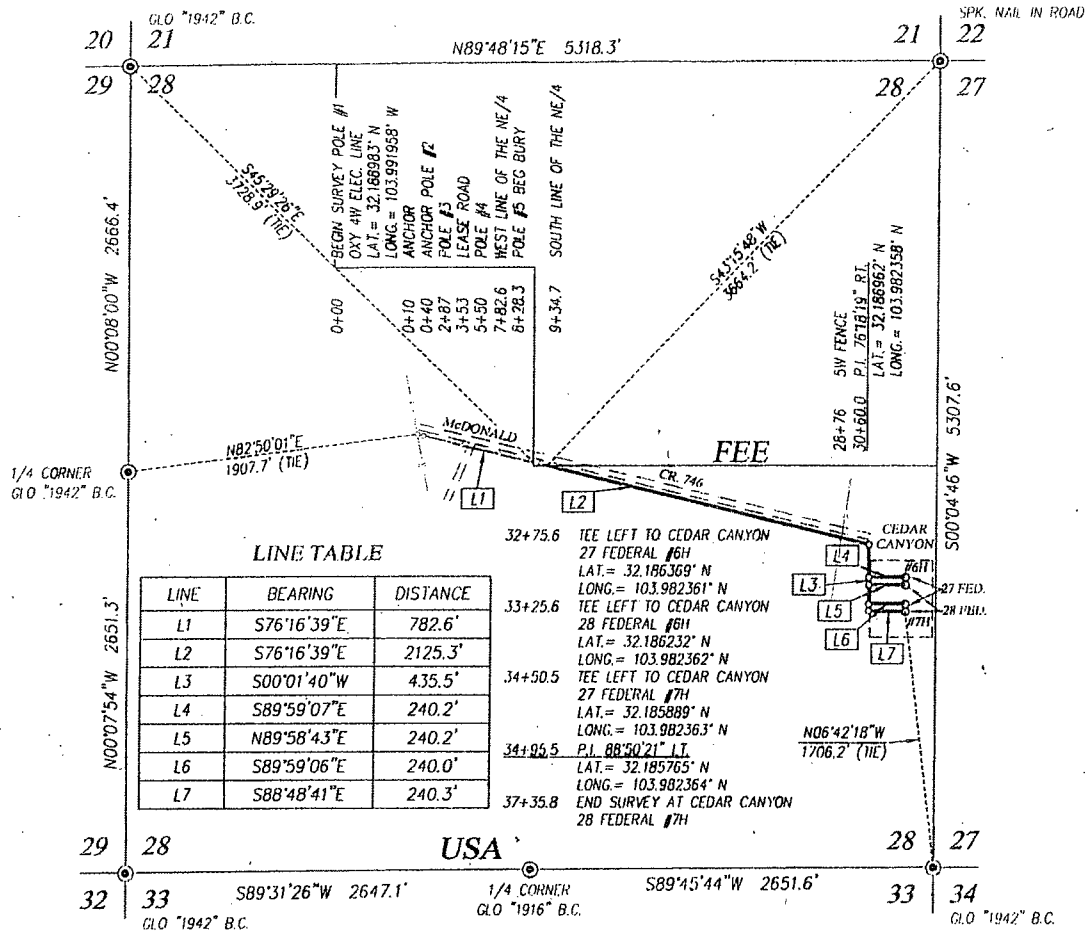 GLO "1942" B.C.
SPK. NAIL IN ROAD
20 21
21 22
N89°48'15"E 5318.3'
29 28
28 27
S45°29'26"E
3728.9' (TIE)
S43°15'48"W
3664.2' (TIE)
N00°08'00"W 2666.4'
0+00 BEGIN SURVEY POLE #1
OXY 4W ELEC. LINE
LAT.= 32.188983° N
LONG.= 103.991958° W
0+10 ANCHOR
0+40 ANCHOR POLE #2
2+87 POLE #3
3+53 LEASE ROAD
5+50 POLE #4
7+82.6 WEST LINE OF THE NE/4
8+28.3 POLE #5 BEG BURY
9+34.7 SOUTH LINE OF THE NE/4
28+76 5W FENCE
30+60.0 P.I. 76°18'19" RT.
LAT.= 32.186962° N
LONG.= 103.982358° N
S00°04'46"W 5307.6'
McDONALD
N82°50'01"E
1907.7' (TIE)
1/4 CORNER
GLO "1942" B.C.
FEE
L1
L2
CR. 746
CEDAR
CANYON
L4
#6H
L3
27 FED.
L5
28 FED.
L6
#7H
L7
32+75.6 TEE LEFT TO CEDAR CANYON
27 FEDERAL #6H
LAT.= 32.186369° N
LONG.= 103.982361° N
33+25.6 TEE LEFT TO CEDAR CANYON
28 FEDERAL #6H
LAT.= 32.186232° N
LONG.= 103.982362° N
34+50.5 TEE LEFT TO CEDAR CANYON
27 FEDERAL #7H
LAT.= 32.185889° N
LONG.= 103.982363° N
34+95.5 P.I. 88°50'21" LT.
LAT.= 32.185765° N
LONG.= 103.982364° N
37+35.8 END SURVEY AT CEDAR CANYON
28 FEDERAL #7H
N06°42'18"W
1706.2' (TIE)
N00°07'54"W 2651.3'
LINE TABLE
LINE BEARING DISTANCE
L1 S76°16'39"E 782.6'
L2 S76°16'39"E 2125.3'
L3 S00°01'40"W 435.5'
L4 S89°59'07"E 240.2'
L5 N89°58'43"E 240.2'
L6 S89°59'06"E 240.0'
L7 S88°48'41"E 240.3'
29 28
USA
28 27
32 33
S89°31'26"W 2647.1'
1/4 CORNER
GLO "1916" B.C.
S89°45'44"W 2651.6'
33 34
GLO "1942" B.C.
GLO "1942" B.C.